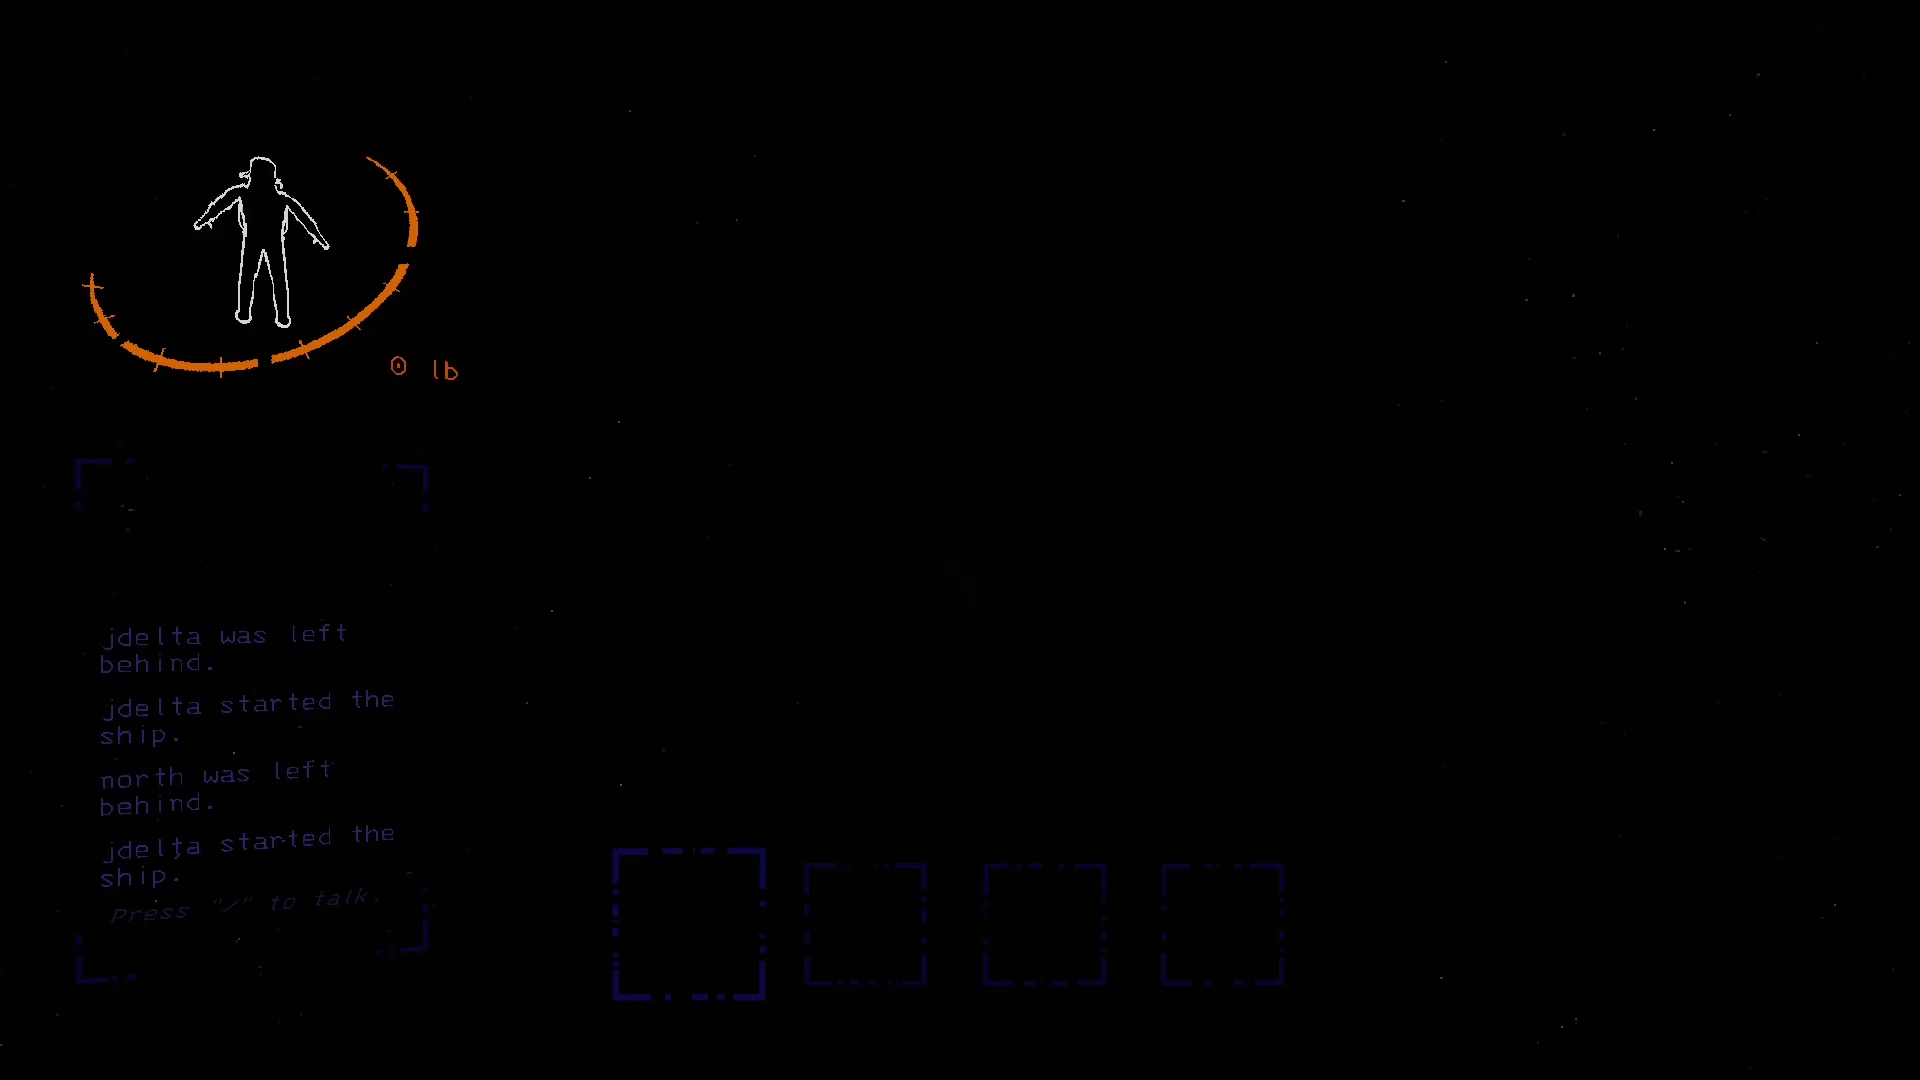 0 lb
jdelta was left
behind.
jdelta started the
ship.
north was left
behind.
jdelta started the
ship.
Press "/" to talk.